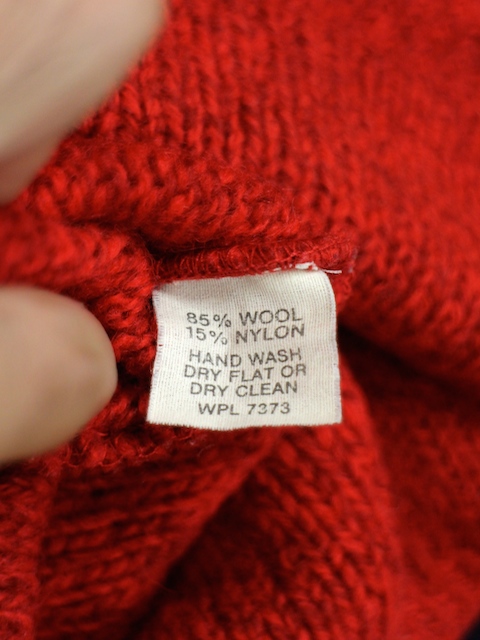 85% WOOL
15% NYLON
HAND WASH
DRY FLAT OR
DRY CLEAN
WPL 7373